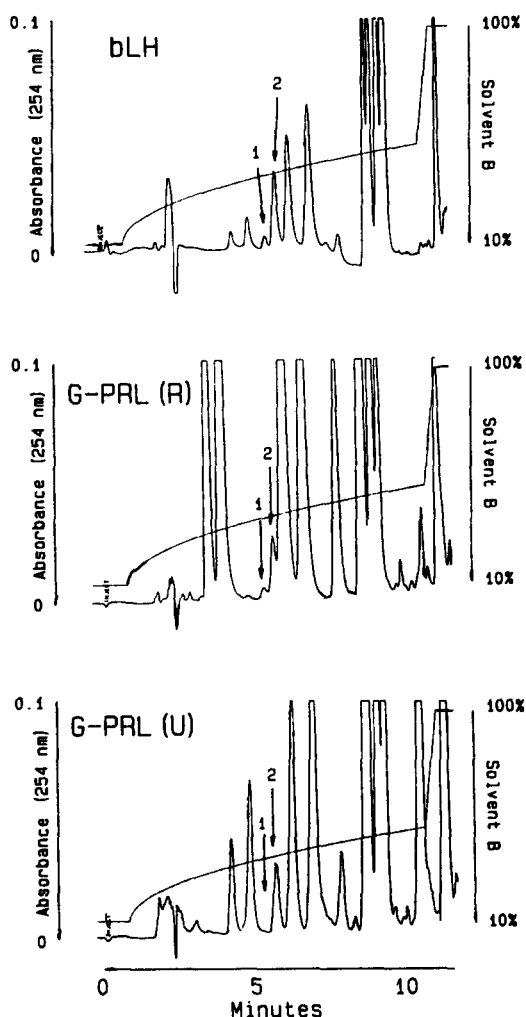 0.1
bLH
100%
2
1
Absorbance (254 nm)
Solvent B
10%
0
0.1
G-PRL (R)
100%
2
1
Absorbance (254 nm)
Solvent B
10%
0
0.1
G-PRL (U)
100%
2
1
Absorbance (254 nm)
Solvent B
10%
0
0 5 10
Minutes